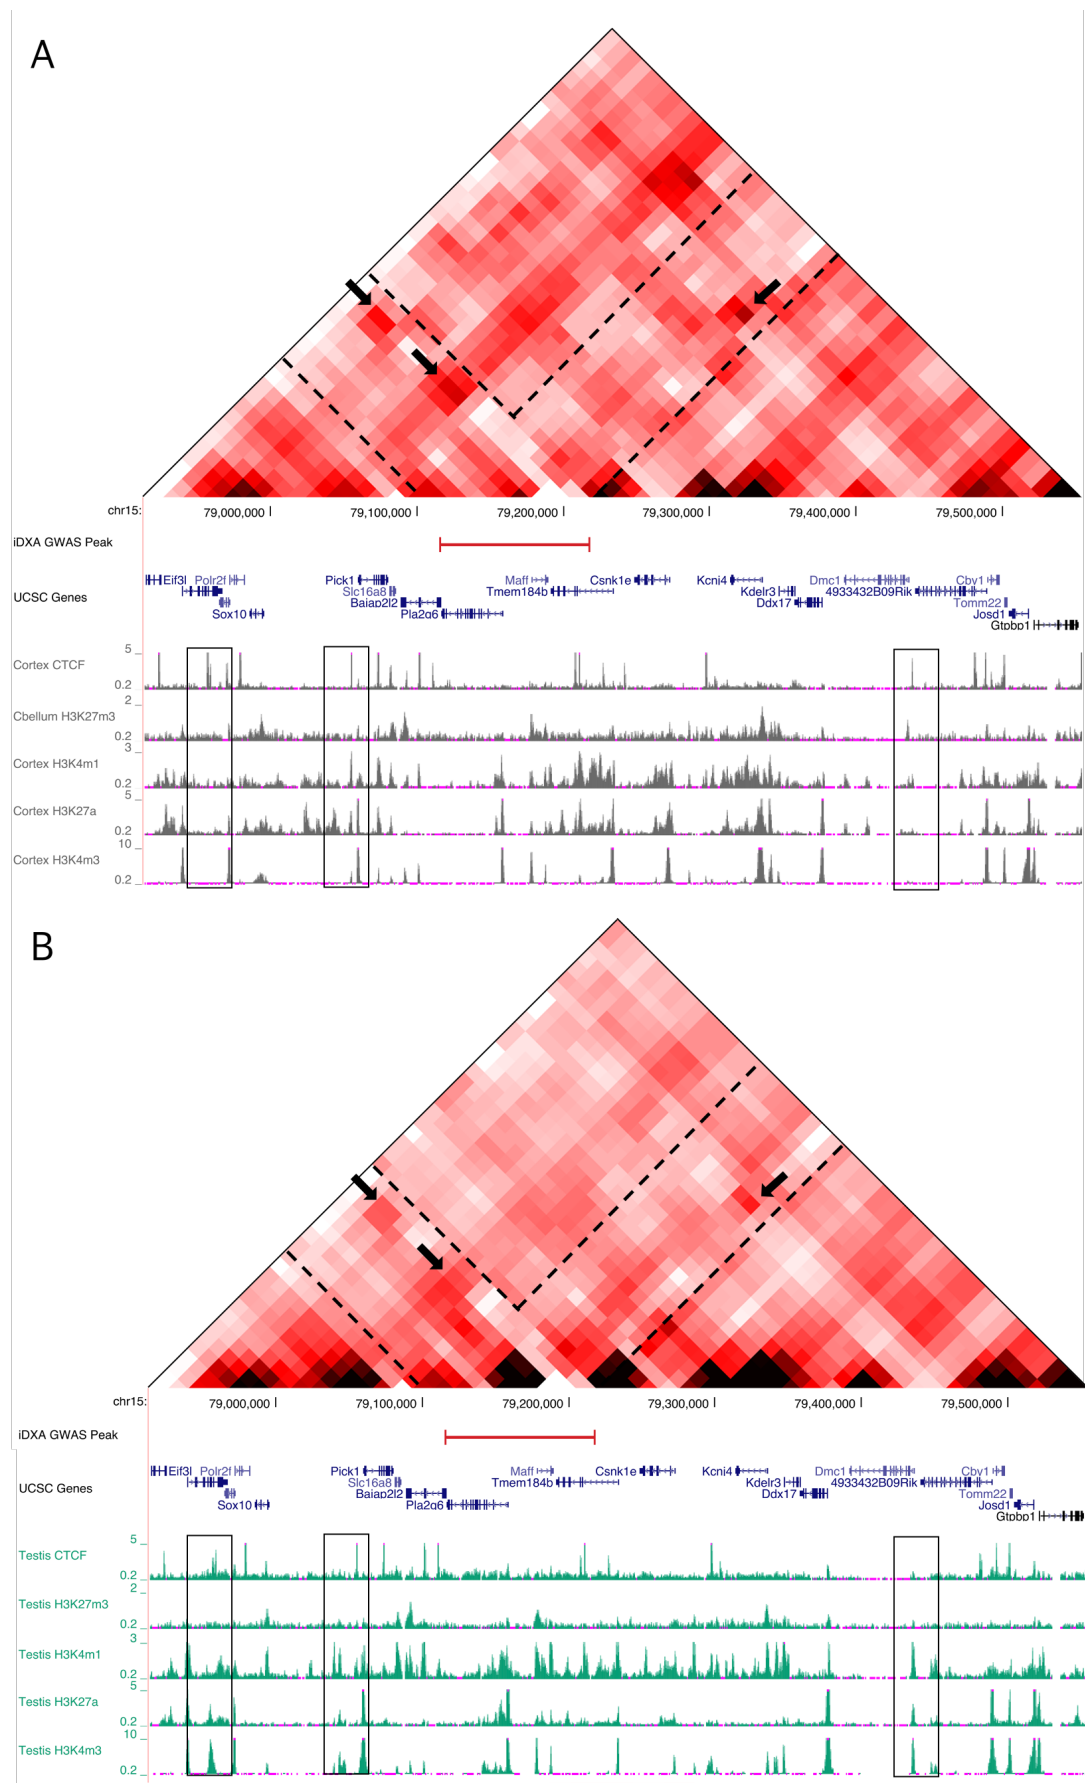 A
chr15: 79,000,000 79,100,000 79,200,000 79,300,000 79,400,000 79,500,000
iDXA GWAS Peak
Eif3l Polr2f Pick1 Maff Csnk1e Kcnj4 Dmc1 Cby1
UCSC Genes
Slc16a8 Tmem184b Kdelr3 4933432B09Rik
Baiap2l2 Ddx17 Tomm22
Sox10 Pla2g6 Josd1
Gtpbp1
5
Cortex CTCF
0.2
2
Cbellum H3K27m3
0.2
3
Cortex H3K4m1
0.2
5
Cortex H3K27a
0.2
10
Cortex H3K4m3
0.2
B
chr15: 79,000,000 79,100,000 79,200,000 79,300,000 79,400,000 79,500,000
iDXA GWAS Peak
Eif3l Polr2f Pick1 Maff Csnk1e Kcnj4 Dmc1 Cby1
UCSC Genes
Slc16a8 Tmem184b Kdelr3 4933432B09Rik
Baiap2l2 Ddx17 Tomm22
Sox10 Pla2g6 Josd1
Gtpbp1
5
Testis CTCF
0.2
2
Testis H3K27m3
0.2
3
Testis H3K4m1
0.2
5
Testis H3K27a
0.2
10
Testis H3K4m3
0.2